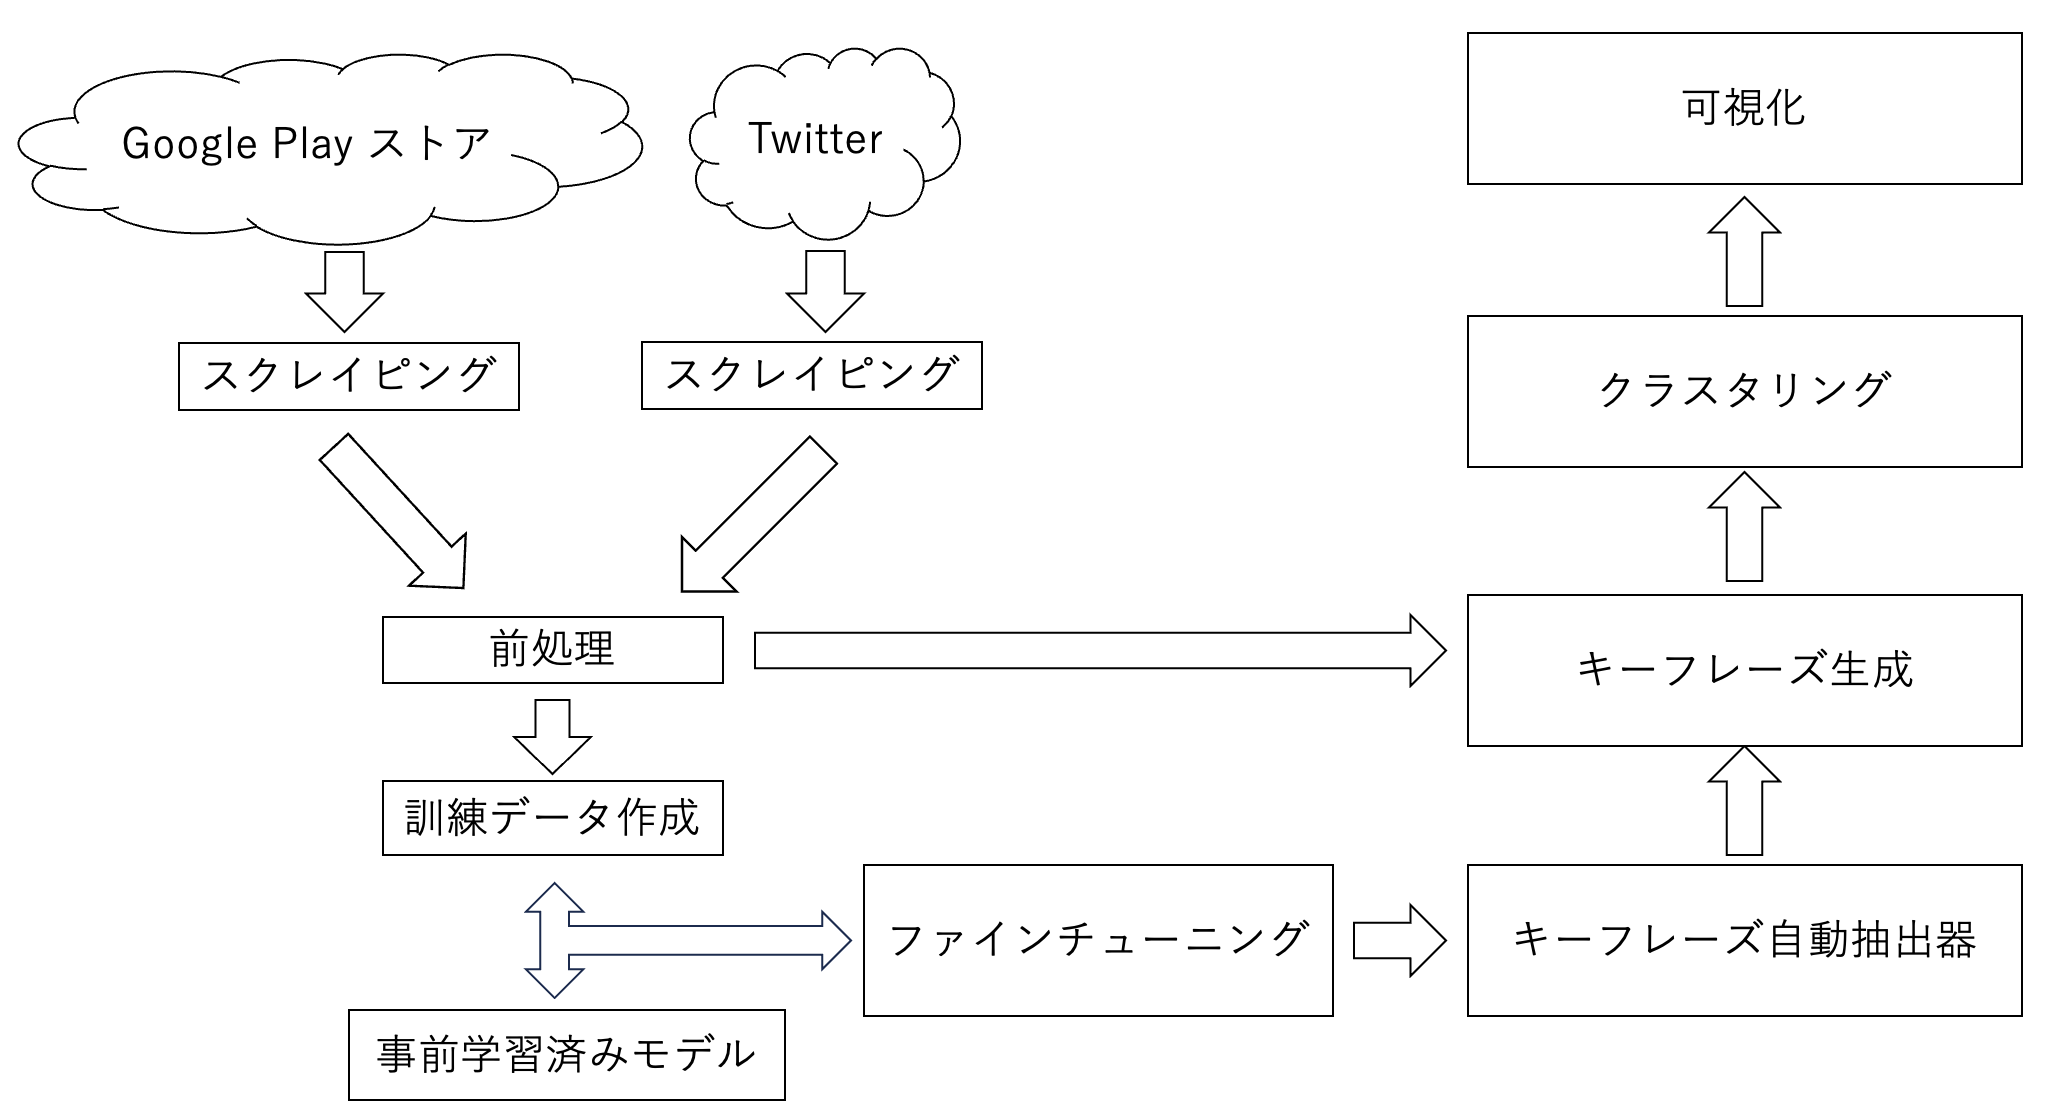 Google Play ストア
Twitter
スクレイピング
スクレイピング
前処理
訓練データ作成
事前学習済みモデル
ファインチューニング
キーフレーズ自動抽出器
キーフレーズ生成
クラスタリング
可視化